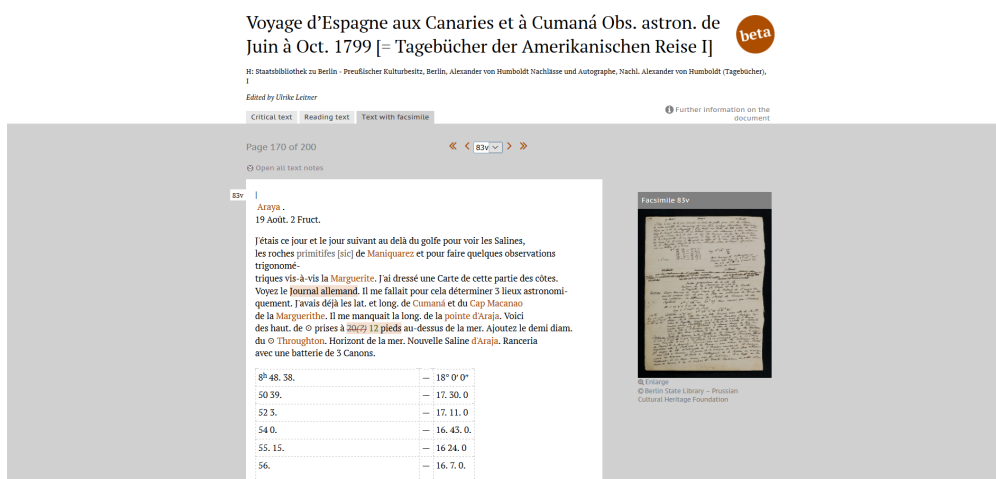 Voyage d’Espagne aux Canaries et à Cumaná Obs. astron. de
Juin à Oct. 1799 [= Tagebücher der Amerikanischen Reise I]
beta
H: Staatsbibliothek zu Berlin - Preußischer Kulturbesitz, Berlin, Alexander von Humboldt Nachlässe und Autographe, Nachl. Alexander von Humboldt (Tagebücher),
I
Edited by Ulrike Leitner
Critical text Reading text Text with facsimile
Further information on the
document
Page 170 of 200
83v
Open all text notes
83v
|
Araya .
19 Août. 2 Fruct.
J'étais ce jour et le jour suivant au delà du golfe pour voir les Salines,
les roches primitifes [sic] de Maniquarez et pour faire quelques observations
trigonomé-
triques vis-à-vis la Marguerite. J'ai dressé une Carte de cette partie des côtes.
Voyez le Journal allemand. Il me fallait pour cela déterminer 3 lieux astronomi-
quement. J'avais déjà les lat. et long. de Cumaná et du Cap Macanao
de la Marguerithe. Il me manquait la long. de la pointe d'Araja. Voici
des haut. de ☉ prises à 20(?) 12 pieds au-dessus de la mer. Ajoutez le demi diam.
du ☉ Throughton. Horizont de la mer. Nouvelle Saline d'Araja. Ranceria
avec une batterie de 3 Canons.
8h 48. 38. — 18° 0' 0"
50 39. — 17. 30. 0
52 3. — 17. 11. 0
54 0. — 16. 43. 0.
55. 15. — 16 24. 0
56. — 16. 7. 0.
Facsimile 83v
Enlarge
© Berlin State Library — Prussian
Cultural Heritage Foundation